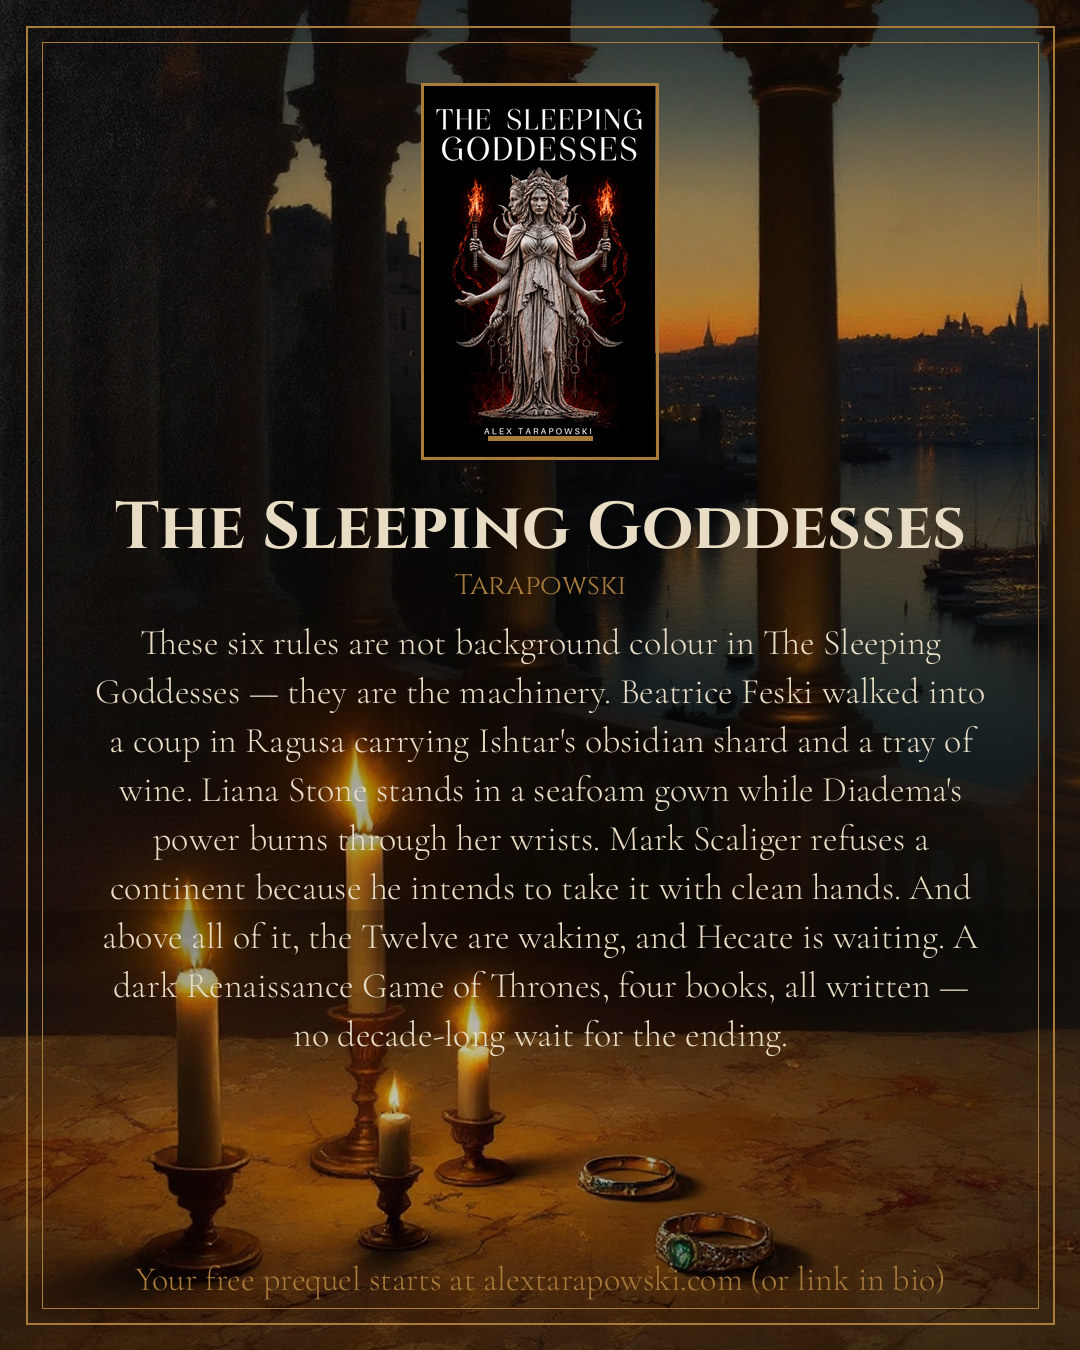 THE SLEEPING
GODDESSES
ALEX TARAPOWSKI
The Sleeping Goddesses
Tarapowski
These six rules are not background colour in The Sleeping
Goddesses — they are the machinery. Beatrice Feski walked into
a coup in Ragusa carrying Ishtar's obsidian shard and a tray of
wine. Liana Stone stands in a seafoam gown while Diadema's
power burns through her wrists. Mark Scaliger refuses a
continent because he intends to take it with clean hands. And
above all of it, the Twelve are waking, and Hecate is waiting. A
dark Renaissance Game of Thrones, four books, all written —
no decade-long wait for the ending.
Your free prequel starts at alextarapowski.com (or link in bio)